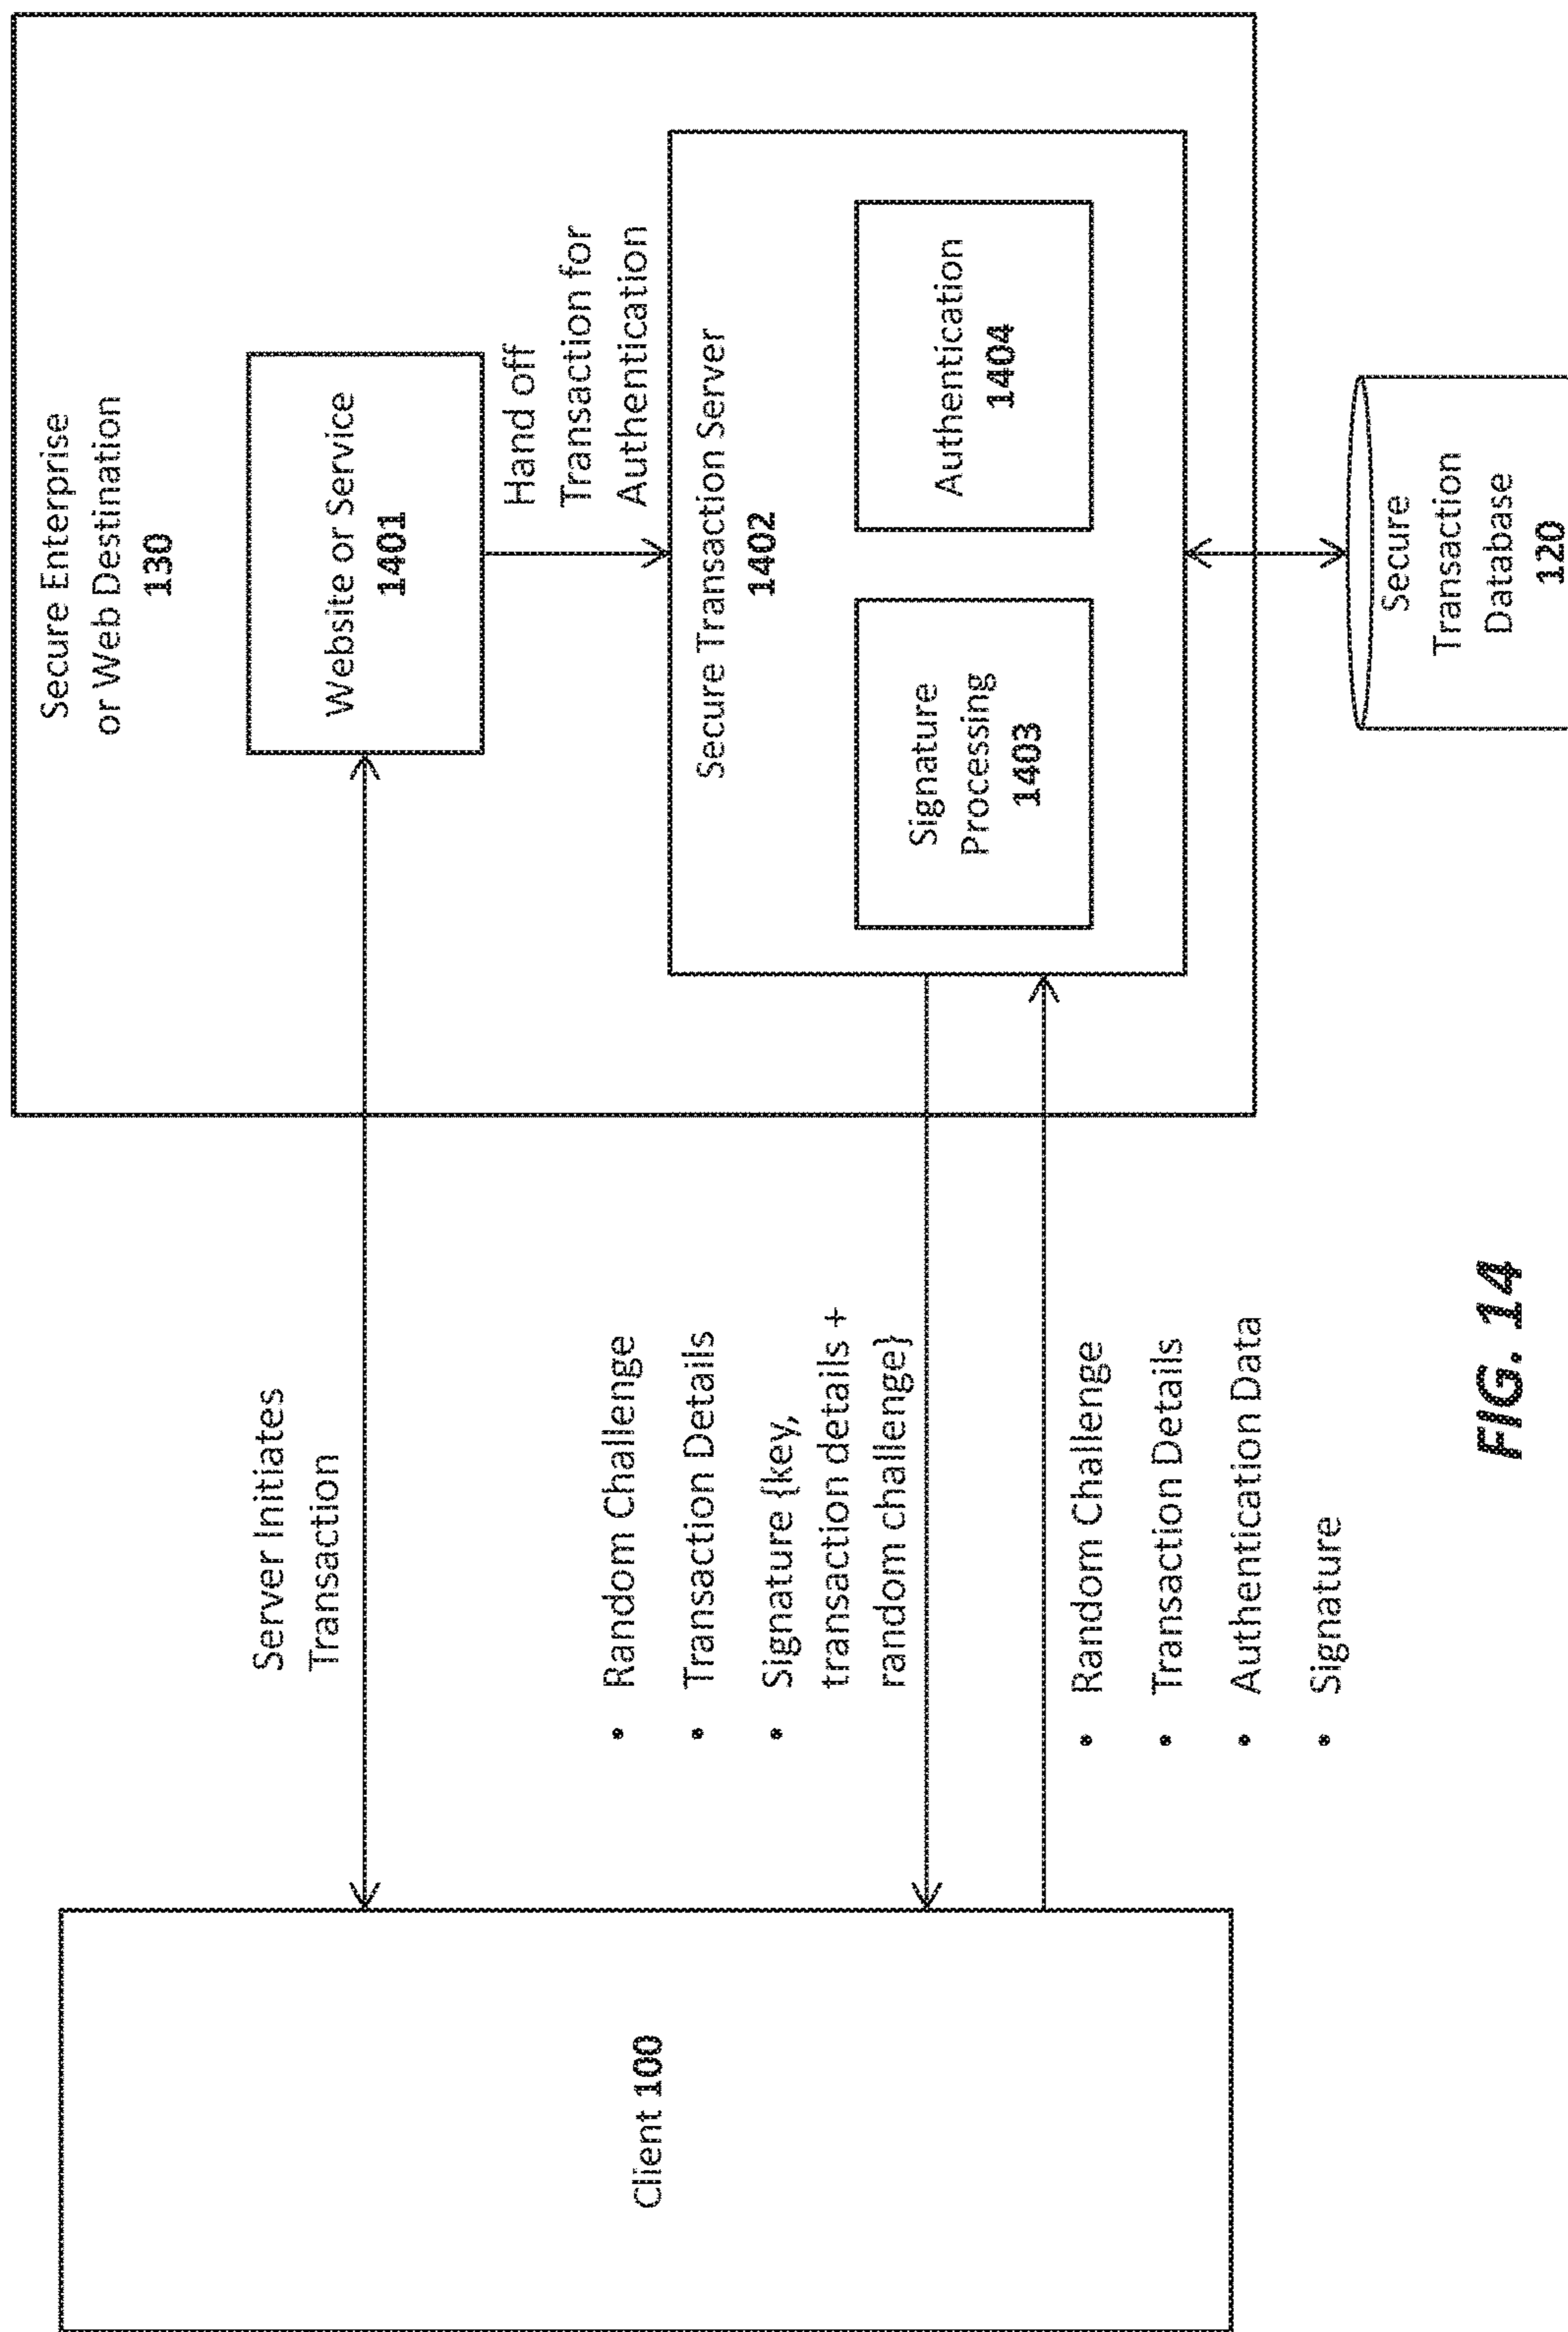 Secure Enterprise
or Web Destination
130
Server Initiates
Transaction
Website or Service
1401
Hand off
Transaction for
Authentication
Client 100
• Random Challenge
• Transaction Details
• Signature {key,
transaction details +
random challenge}
Secure Transaction Server
1402
Signature
Processing
1403
Authentication
1404
• Random Challenge
• Transaction Details
• Authentication Data
• Signature
Secure
Transaction
Database
120
FIG. 14